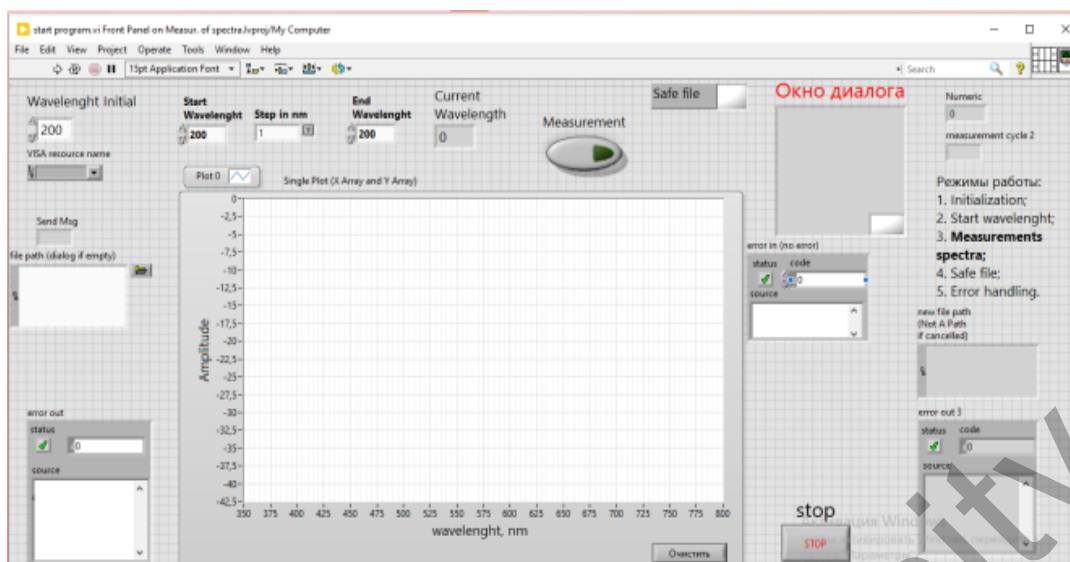 start program.vi Front Panel on Measur. of spectra.lvproj/My Computer
File Edit View Project Operate Tools Window Help
15pt Application Font
Search
Wavelenght Initial
200
VISA resource name
Start
Wavelenght
200
Step in nm
1
End
Wavelenght
200
Current
Wavelength
0
Measurement
Safe file
Окно диалога
Numeric
0
measurement cycle 2
Plot 0
Single Plot (X Array and Y Array)
Send Msg
file path (dialog if empty)
Режимы работы:
1. Initialization;
2. Start wavelenght;
3. Measurements
spectra;
4. Safe file;
5. Error handling.
error in (no error)
status code
0
source
new file path
(Not A Path
if cancelled)
Amplitude
0
-2,5
-5
-7,5
-10
-12,5
-15
-17,5
-20
-22,5
-25
-27,5
-30
-32,5
-35
-37,5
-40
-42,5
350 375 400 425 450 475 500 525 550 575 600 625 650 675 700 725 750 775 800
wavelenght, nm
Очистить
error out
status
0
source
stop
STOP
error out 3
status code
0
source
Активация Windows